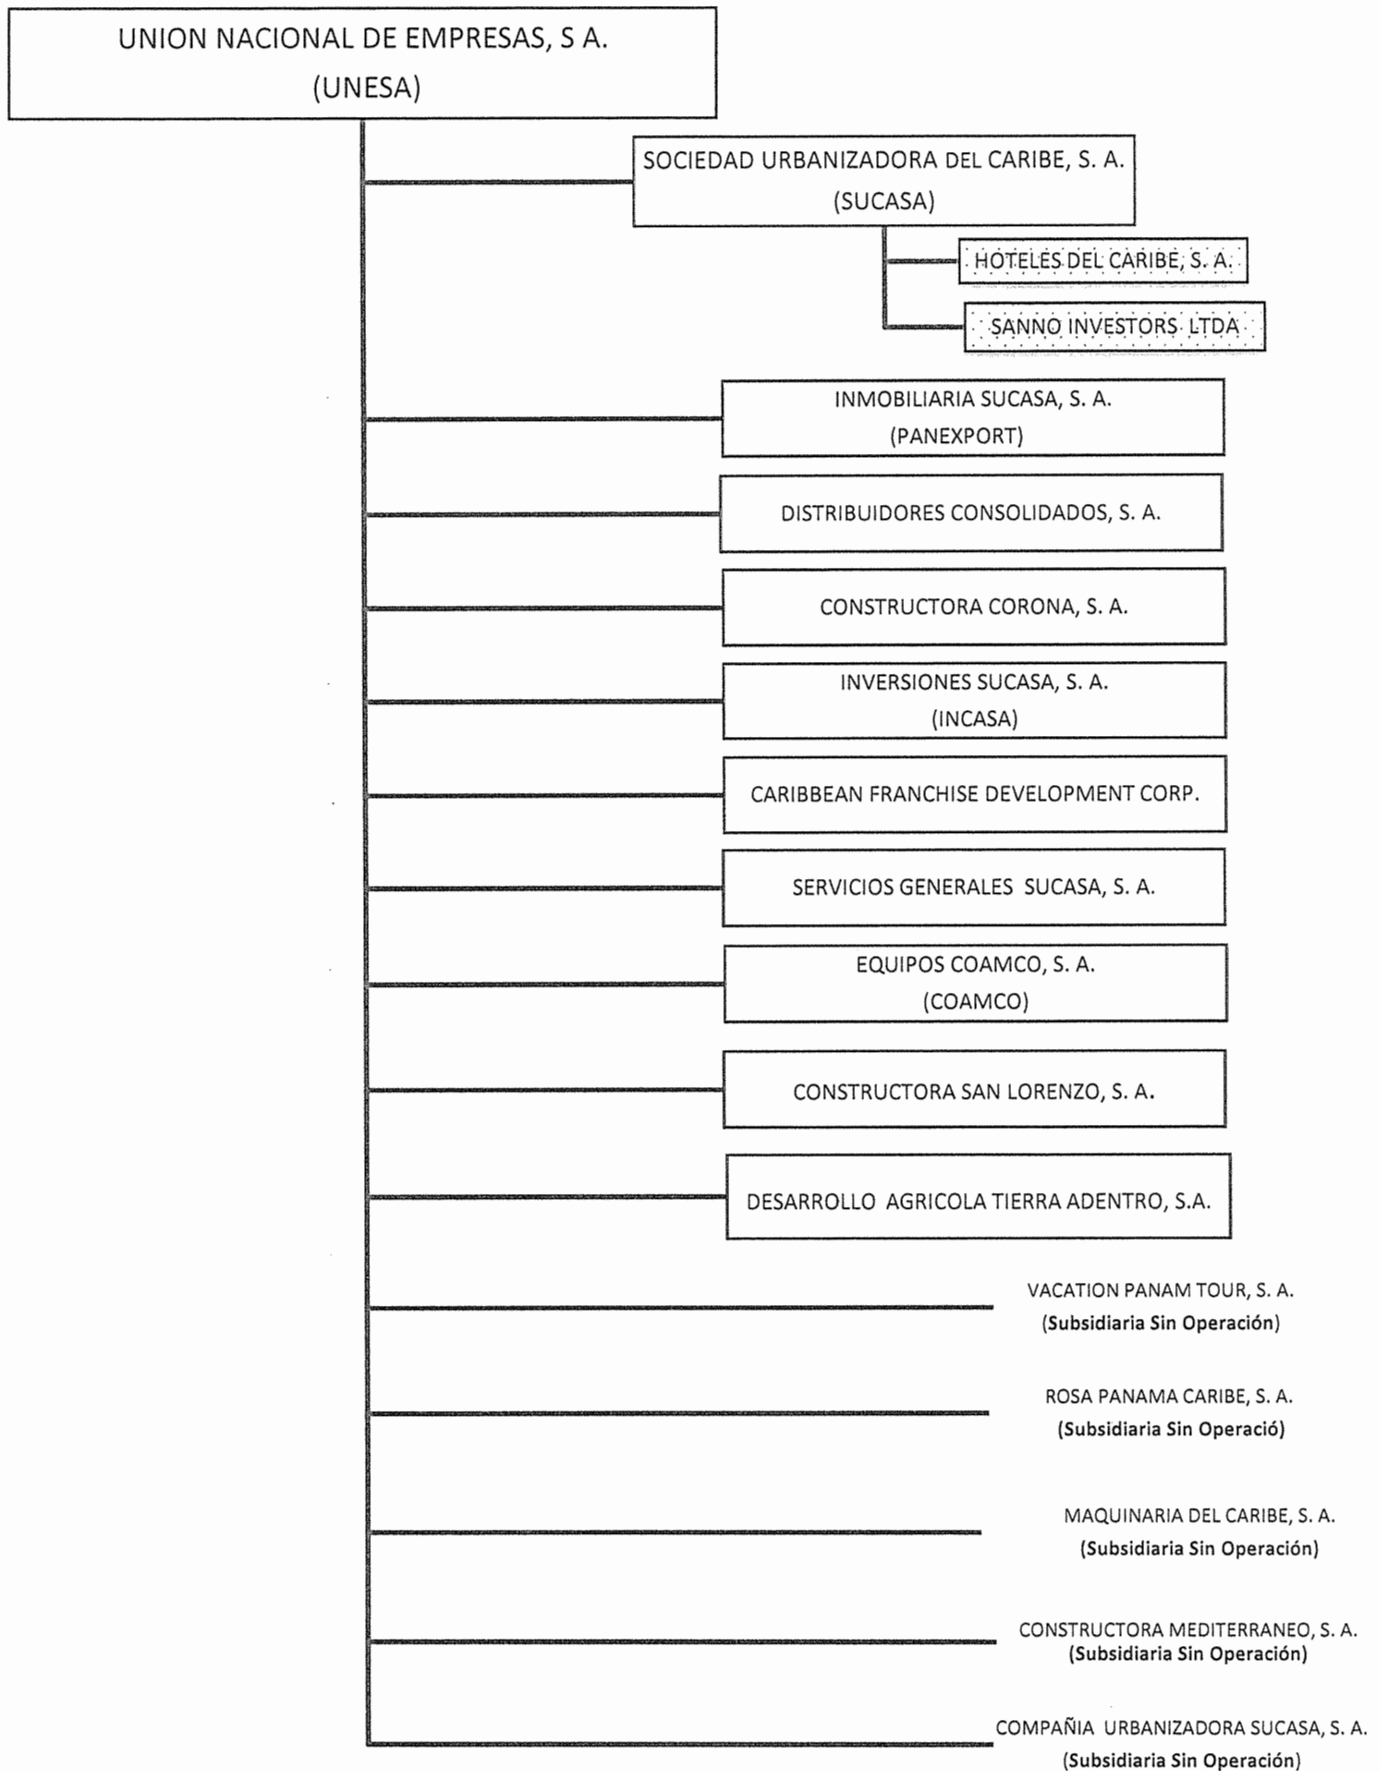 UNION NACIONAL DE EMPRESAS, S A.
(UNESA)
SOCIEDAD URBANIZADORA DEL CARIBE, S. A.
(SUCASA)
HOTELES DEL CARIBE, S. A.
SANNO INVESTORS LTDA
INMOBILIARIA SUCASA, S. A.
(PANEXPORT)
DISTRIBUIDORES CONSOLIDADOS, S. A.
CONSTRUCTORA CORONA, S. A.
INVERSIONES SUCASA, S. A.
(INCASA)
CARIBBEAN FRANCHISE DEVELOPMENT CORP.
SERVICIOS GENERALES SUCASA, S. A.
EQUIPOS COAMCO, S. A.
(COAMCO)
CONSTRUCTORA SAN LORENZO, S. A.
DESARROLLO AGRICOLA TIERRA ADENTRO, S.A.
VACATION PANAM TOUR, S. A.
(Subsidiaria Sin Operación)
ROSA PANAMA CARIBE, S. A.
(Subsidiaria Sin Operació)
MAQUINARIA DEL CARIBE, S. A.
(Subsidiaria Sin Operación)
CONSTRUCTORA MEDITERRANEO, S. A.
(Subsidiaria Sin Operación)
COMPAÑIA URBANIZADORA SUCASA, S. A.
(Subsidiaria Sin Operación)